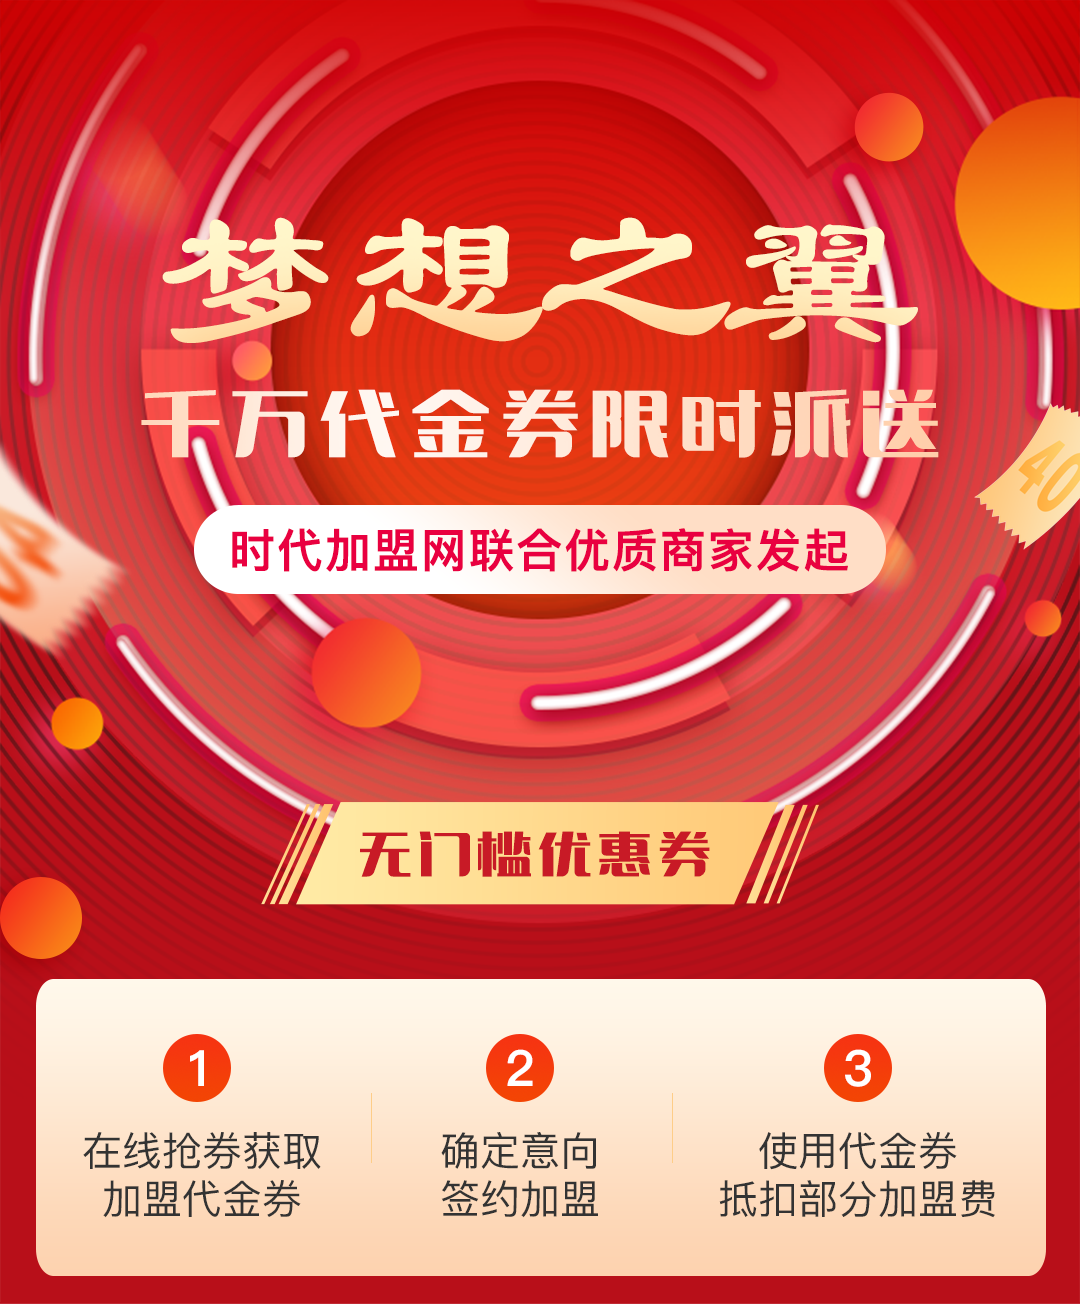 梦想之翼
千万代金券限时派送
40
时代加盟网联合优质商家发起
无门槛优惠券
1
在线抢券获取
加盟代金券
2
确定意向
签约加盟
3
使用代金券
抵扣部分加盟费